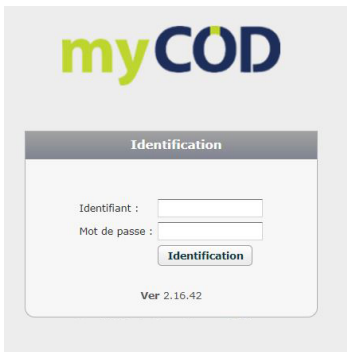 myCOD
Identification
Identifiant :
Mot de passe :
Identification
Ver 2.16.42